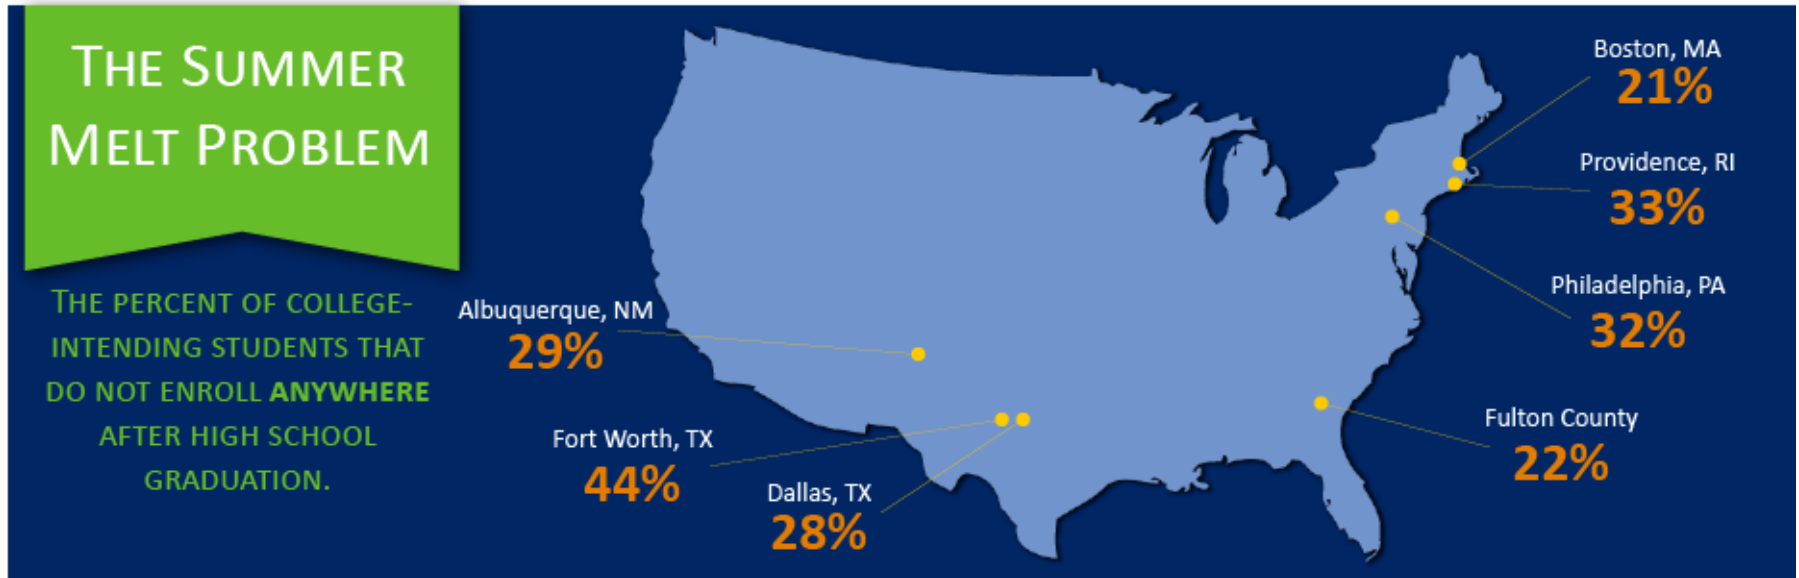 THE SUMMER
MELT PROBLEM
THE PERCENT OF COLLEGE-
INTENDING STUDENTS THAT
DO NOT ENROLL ANYWHERE
AFTER HIGH SCHOOL
GRADUATION.
Albuquerque, NM
29%
Fort Worth, TX
44%
Dallas, TX
28%
Boston, MA
21%
Providence, RI
33%
Philadelphia, PA
32%
Fulton County
22%